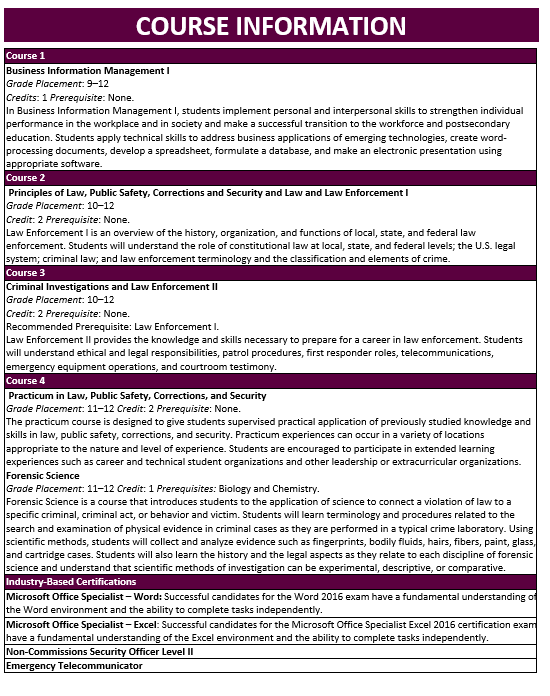 COURSE INFORMATION
Course 1
Business Information Management I
Grade Placement: 9–12
Credits: 1 Prerequisite: None.
In Business Information Management I, students implement personal and interpersonal skills to strengthen individual
performance in the workplace and in society and make a successful transition to the workforce and postsecondary
education. Students apply technical skills to address business applications of emerging technologies, create word-
processing documents, develop a spreadsheet, formulate a database, and make an electronic presentation using
appropriate software.
Course 2
Principles of Law, Public Safety, Corrections and Security and Law and Law Enforcement I
Grade Placement: 10–12
Credit: 2 Prerequisite: None.
Law Enforcement I is an overview of the history, organization, and functions of local, state, and federal law
enforcement. Students will understand the role of constitutional law at local, state, and federal levels; the U.S. legal
system; criminal law; and law enforcement terminology and the classification and elements of crime.
Course 3
Criminal Investigations and Law Enforcement II
Grade Placement: 10–12
Credit: 2 Prerequisite: None.
Recommended Prerequisite: Law Enforcement I.
Law Enforcement II provides the knowledge and skills necessary to prepare for a career in law enforcement. Students
will understand ethical and legal responsibilities, patrol procedures, first responder roles, telecommunications,
emergency equipment operations, and courtroom testimony.
Course 4
Practicum in Law, Public Safety, Corrections, and Security
Grade Placement: 11–12 Credit: 2 Prerequisite: None.
The practicum course is designed to give students supervised practical application of previously studied knowledge and
skills in law, public safety, corrections, and security. Practicum experiences can occur in a variety of locations
appropriate to the nature and level of experience. Students are encouraged to participate in extended learning
experiences such as career and technical student organizations and other leadership or extracurricular organizations.
Forensic Science
Grade Placement: 11–12 Credit: 1 Prerequisites: Biology and Chemistry.
Forensic Science is a course that introduces students to the application of science to connect a violation of law to a
specific criminal, criminal act, or behavior and victim. Students will learn terminology and procedures related to the
search and examination of physical evidence in criminal cases as they are performed in a typical crime laboratory. Using
scientific methods, students will collect and analyze evidence such as fingerprints, bodily fluids, hairs, fibers, paint, glass,
and cartridge cases. Students will also learn the history and the legal aspects as they relate to each discipline of forensic
science and understand that scientific methods of investigation can be experimental, descriptive, or comparative.
Industry-Based Certifications
Microsoft Office Specialist – Word: Successful candidates for the Word 2016 exam have a fundamental understanding of
the Word environment and the ability to complete tasks independently.
Microsoft Office Specialist – Excel: Successful candidates for the Microsoft Office Specialist Excel 2016 certification exam
have a fundamental understanding of the Excel environment and the ability to complete tasks independently.
Non-Commissions Security Officer Level II
Emergency Telecommunicator